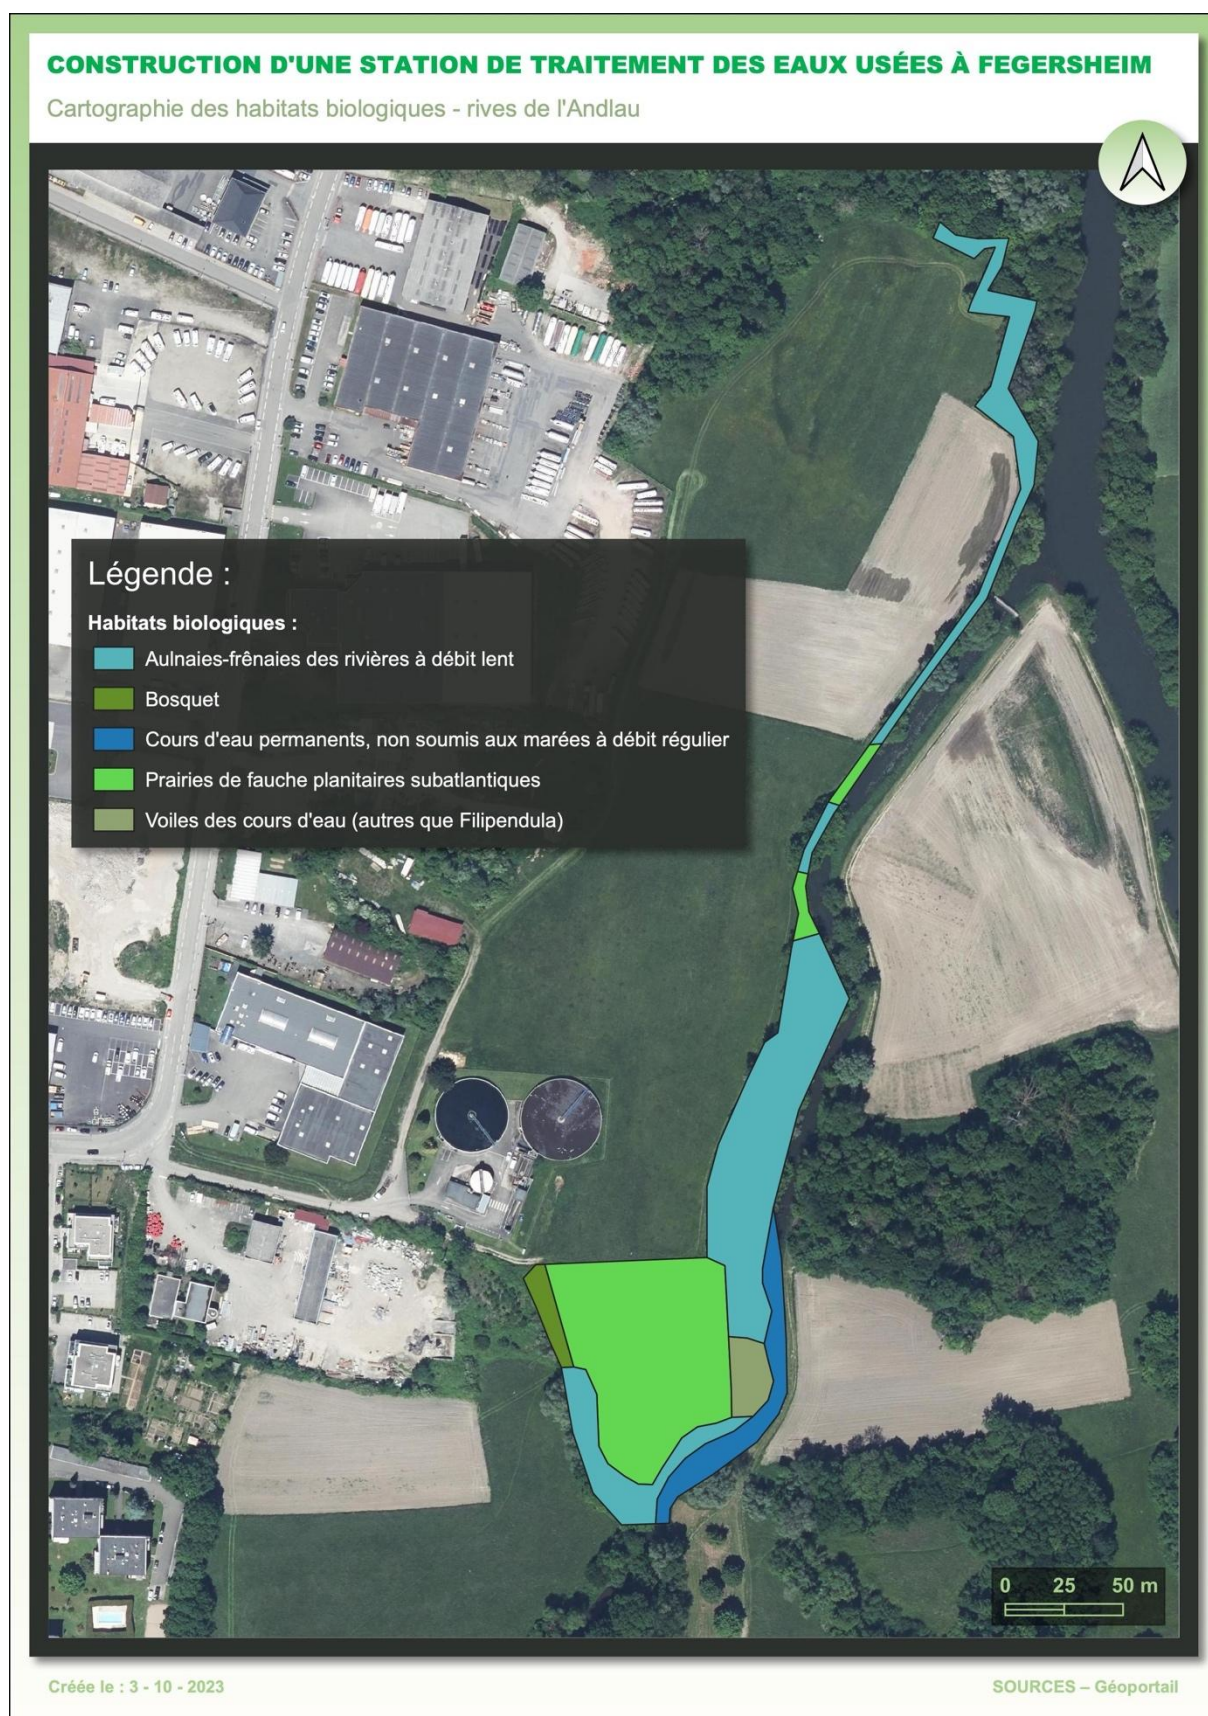 CONSTRUCTION D'UNE STATION DE TRAITEMENT DES EAUX USÉES À FEGERSHEIM
Cartographie des habitats biologiques - rives de l'Andlau
Légende :
Habitats biologiques :
Aulnaies-frênaies des rivières à débit lent
Bosquet
Cours d'eau permanents, non soumis aux marées à débit régulier
Prairies de fauche planitaires subatlantiques
Voiles des cours d'eau (autres que Filipendula)
0 25 50 m
Créée le : 3 - 10 - 2023
SOURCES – Géoportail